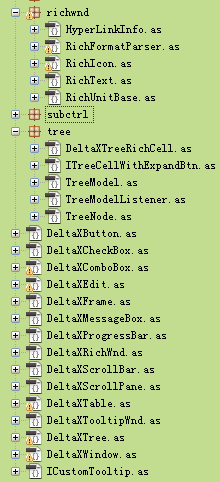 richwnd
HyperLinkInfo.as
RichFormatParser.as
RichIcon.as
RichText.as
RichUnitBase.as
subctrl
tree
DeltaXTreeRichCell.as
ITreeCellWithExpandBtn.as
TreeModel.as
TreeModelListener.as
TreeNode.as
DeltaXButton.as
DeltaXCheckBox.as
DeltaXComboBox.as
DeltaXEdit.as
DeltaXFrame.as
DeltaXMessageBox.as
DeltaXProgressBar.as
DeltaXRichWnd.as
DeltaXScrollBar.as
DeltaXScrollPane.as
DeltaXTable.as
DeltaXTooltipWnd.as
DeltaXTree.as
DeltaXWindow.as
ICustomTooltip.as